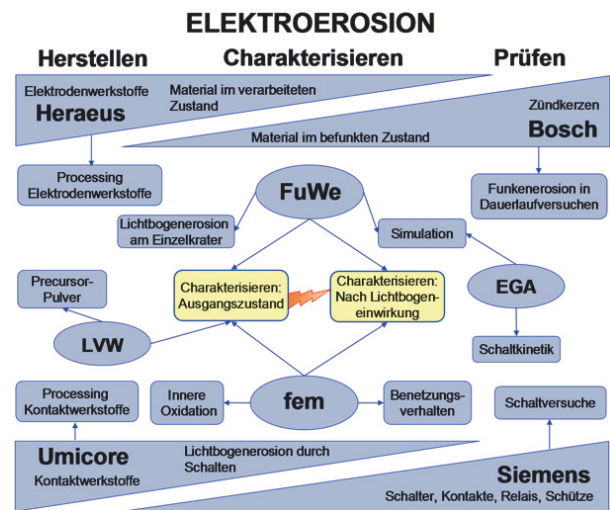 ELEKTROEROSION
Herstellen
Charakterisieren
Prüfen
Elektrodenwerkstoffe
Heraeus
Material im verarbeiteten
Zustand
Zündkerzen
Bosch
Material im befunkten Zustand
Processing
Elektrodenwerkstoffe
FuWe
Funkenerosion in
Dauerlaufversuchen
Lichtbogenerosion
am Einzelkrater
Simulation
Precursor-
Pulver
Charakterisieren:
Ausgangszustand
Charakterisieren:
Nach Lichtbogen-
einwirkung
EGA
LVW
Schaltkinetik
Processing
Kontaktwerkstoffe
Innere
Oxidation
fem
Benetzungs-
verhalten
Schaltversuche
Umicore
Kontaktwerkstoffe
Lichtbogenerosion durch
Schalten
Siemens
Schalter, Kontakte, Relais, Schütze